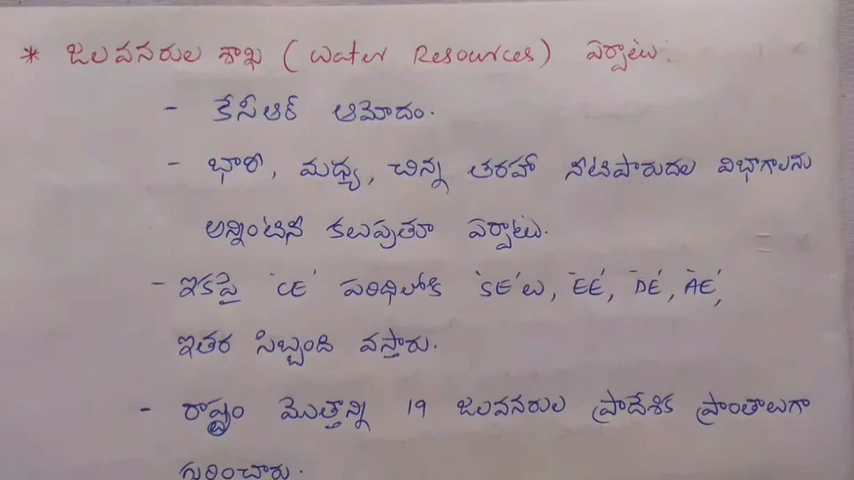 * జలవనరుల శాఖ (Water Resources) ఏర్పాటు.
- కేసీఆర్ ఆమోదం.
- భారీ, మధ్య, చిన్న తరహా నీటిపారుదల విభాగాలను
అన్నింటినీ కలుపుతూ ఏర్పాటు.
- ఇకపై 'CE' పరిధిలోకి 'SE'లు, 'EE', 'DE', 'AE',
ఇతర సిబ్బంది వస్తారు.
- రాష్ట్రం మొత్తాన్ని 19 జలవనరుల ప్రాదేశిక ప్రాంతాలుగా
గుర్తించారు.